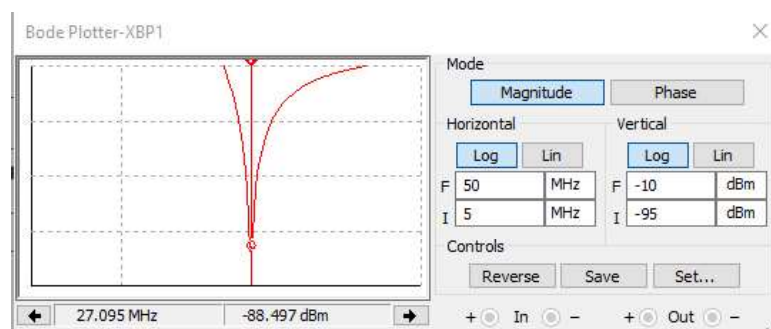 Bode Plotter-XBP1
Mode
Magnitude Phase
Horizontal Vertical
Log Lin Log Lin
F 50 MHz F -10 dBm
I 5 MHz I -95 dBm
Controls
Reverse Save Set...
27.095 MHz -88.497 dBm + In - + Out -